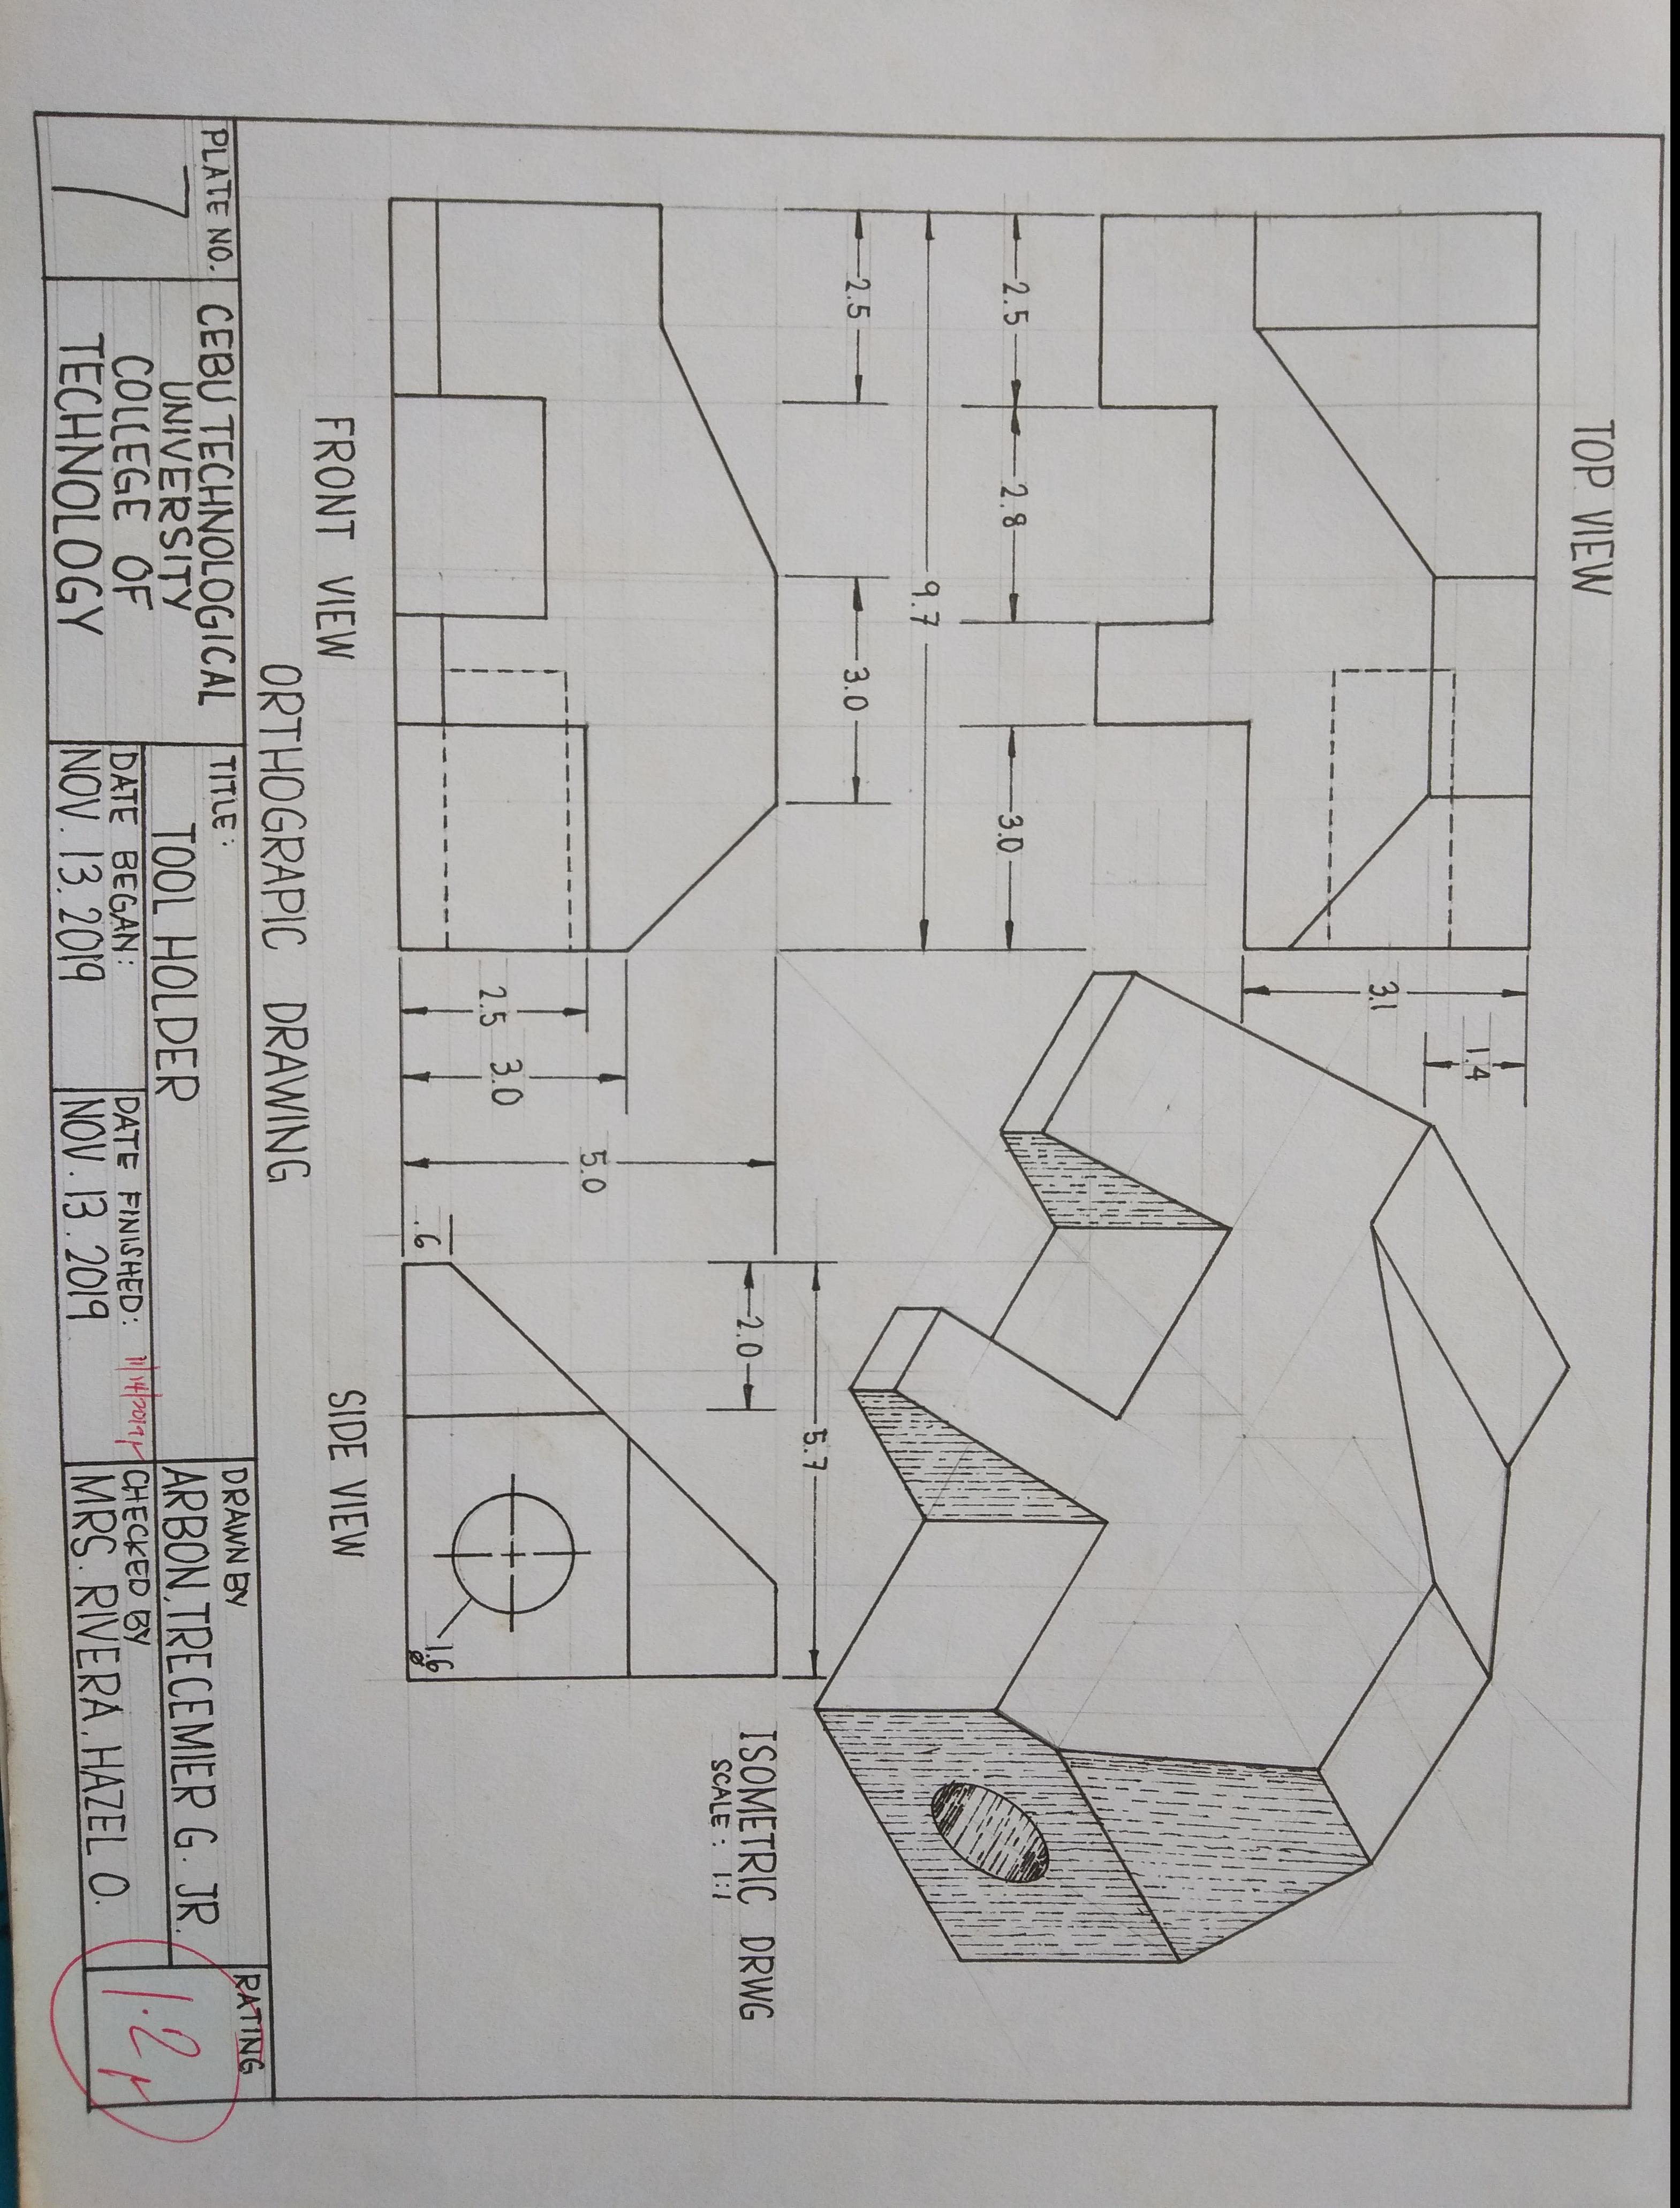 TOP VIEW
3.1
1.4
2.5
2.8
3.0
9.7
2.5
3.0
2.5
3.0
5.0
.6
2.0
5.7
1.6
ø
FRONT VIEW
SIDE VIEW
ISOMETRIC DRWG
SCALE: 1:1
ORTHOGRAPIC DRAWING
PLATE NO.
7
CEBU TECHNOLOGICAL
UNIVERSITY
COLLEGE OF
TECHNOLOGY
TITLE:
TOOL HOLDER
DATE BEGAN:
NOV. 13. 2019
DATE FINISHED:
NOV. 13. 2019
DRAWN BY
ARBON, TRECEMIER G. JR.
CHECKED BY
MRS. RIVERA, HAZEL O.
RATING
1.2